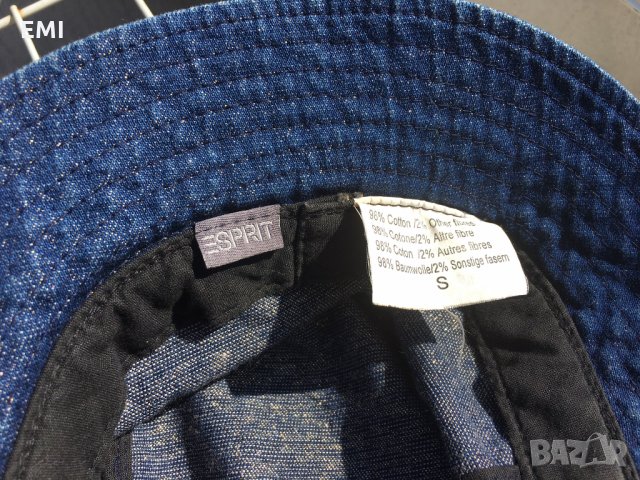 EMI
ESPRIT
98% Cotton /2% Other fibres
98% Cotone/2% Altre fibre
98% Coton /2% Autres fibres
98% Baumwolle/2% Sonstige fasern
S
BAZAR